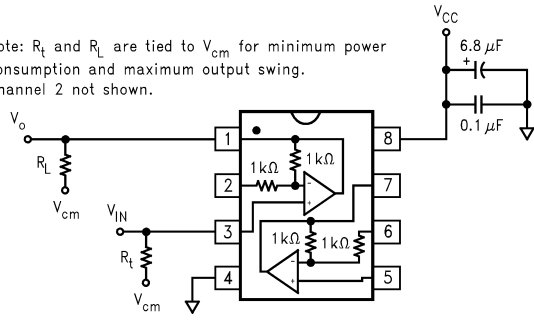 ote: Rt and RL are tied to Vcm for minimum power
onsumption and maximum output swing.
hannel 2 not shown.
VCC
6.8 μF
+
0.1 μF
Vo
RL
Vcm
VIN
Rt
Vcm
1
2
3
4
8
7
6
5
1kΩ
1kΩ
-
+
1kΩ
1kΩ
-
+